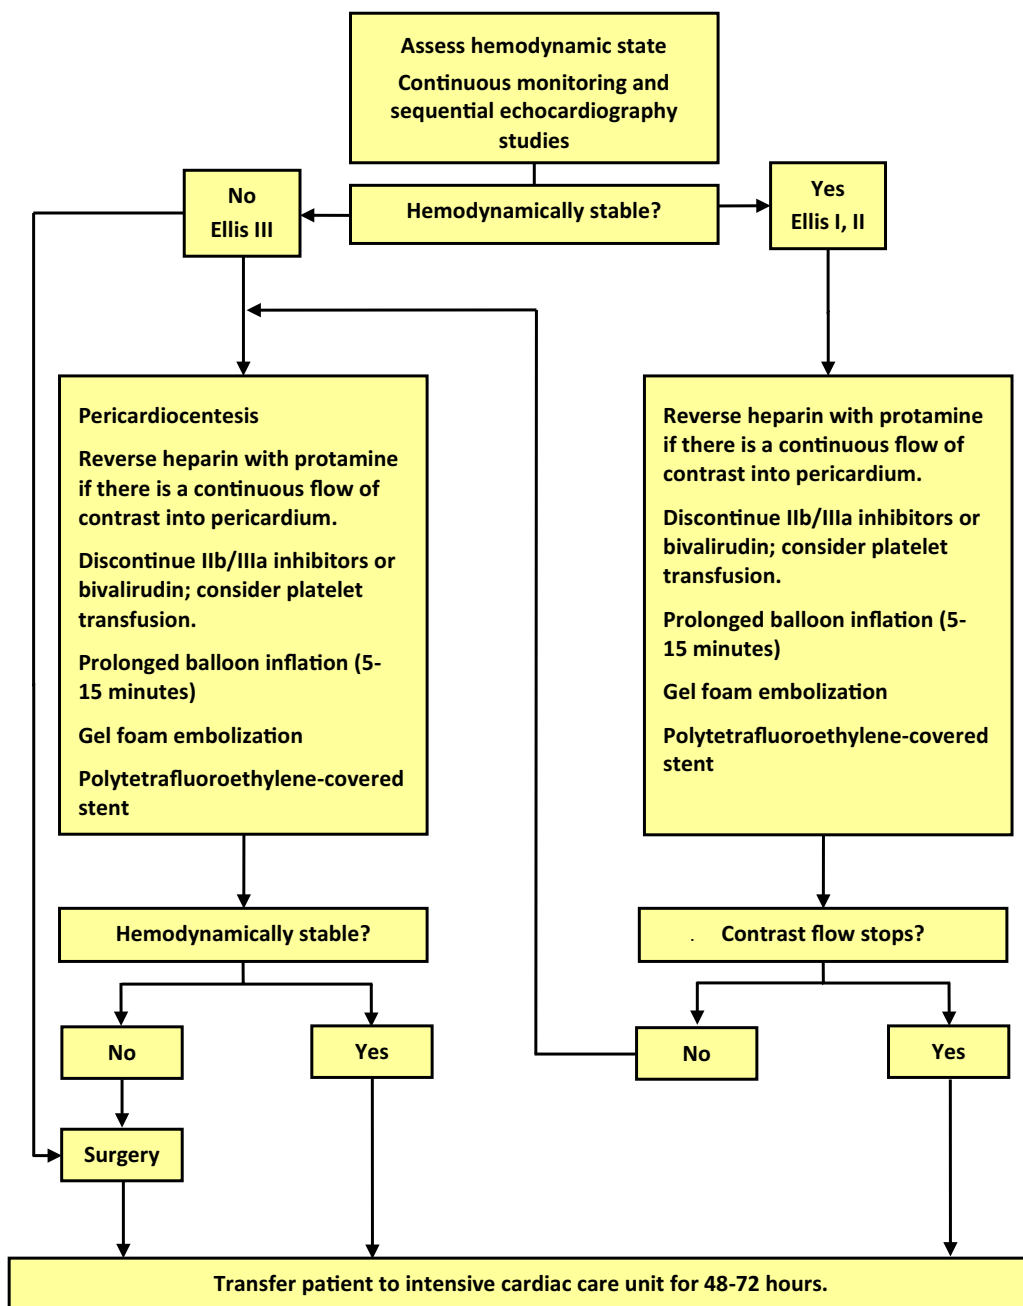 Assess hemodynamic state
Continuous monitoring and
sequential echocardiography
studies
No
Ellis III
Hemodynamically stable?
Yes
Ellis I, II
Pericardiocentesis
Reverse heparin with protamine
if there is a continuous flow of
contrast into pericardium.
Discontinue IIb/IIIa inhibitors or
bivalirudin; consider platelet
transfusion.
Prolonged balloon inflation (5-
15 minutes)
Gel foam embolization
Polytetrafluoroethylene-covered
stent
Reverse heparin with protamine
if there is a continuous flow of
contrast into pericardium.
Discontinue IIb/IIIa inhibitors or
bivalirudin; consider platelet
transfusion.
Prolonged balloon inflation (5-
15 minutes)
Gel foam embolization
Polytetrafluoroethylene-covered
stent
Hemodynamically stable?
. Contrast flow stops?
No
Yes
No
Yes
Surgery
Transfer patient to intensive cardiac care unit for 48-72 hours.